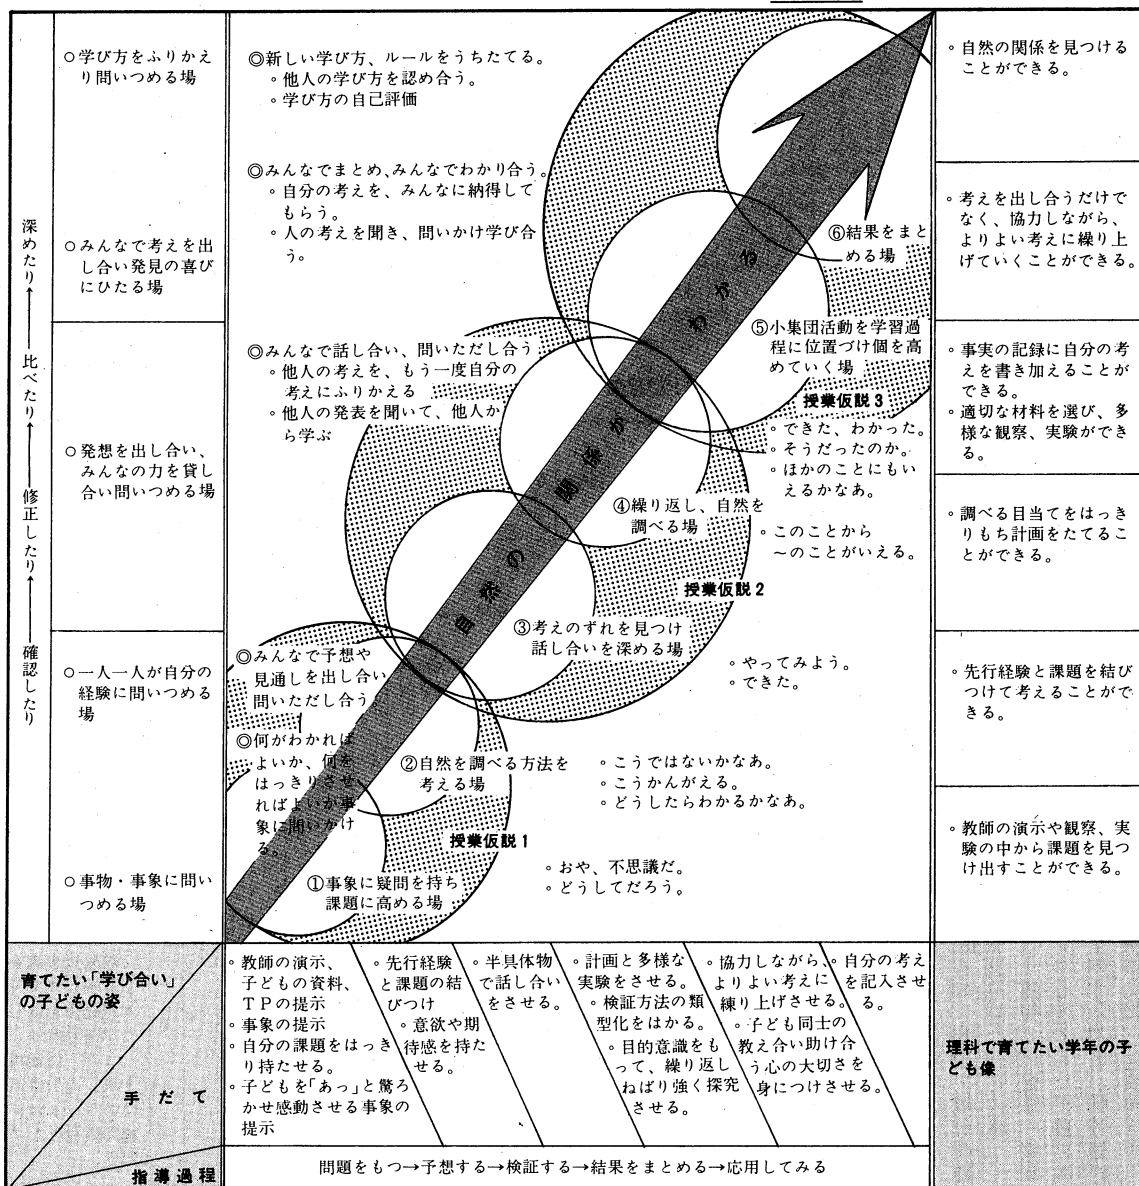 深めたり←比べたり←修正したり←確認したり
○学び方をふりかえ
り問いつめる場
○みんなで考えを出
し合い発見の喜び
にひたる場
○発想を出し合い、
みんなの力を貸し
合い問いつめる場
○一人一人が自分の
経験に問いつめる
場
○事物・事象に問い
つめる場
◎新しい学び方、ルールをうちたてる。
◦他人の学び方を認め合う。
◦学び方の自己評価
◎みんなでまとめ、みんなでわかり合う。
◦自分の考えを、みんなに納得して
もらう。
◦人の考えを聞き、問いかけ学び合
う。
◎みんなで話し合い、問いただし合う
◦他人の考えを、もう一度自分の
考えにふりかえる
◦他人の発表を聞いて、他人か
ら学ぶ
◎みんなで予想や
見通しを出し合い
問いただし合う
◎何がわかれば
よいか、何を
はっきりさせ
ればよいか事
象に問いかけ
る。
自然の関係がわかる
⑥結果をまと
める場
⑤小集団活動を学習過
程に位置づけ個を高
めていく場
授業仮説3
◦できた、わかった。
◦そうだったのか。
◦ほかのことにもい
えるかなあ。
④繰り返し、自然を
調べる場
◦このことから
〜のことがいえる。
授業仮説2
③考えのずれを見つけ
話し合いを深める場
◦やってみよう。
◦できた。
②自然を調べる方法を
考える場
◦こうではないかなあ。
◦こうかんがえる。
◦どうしたらわかるかなあ。
授業仮説1
①事象に疑問を持ち
課題に高める場
◦おや、不思議だ。
◦どうしてだろう。
◦自然の関係を見つける
ことができる。
◦考えを出し合うだけで
なく、協力しながら、
よりよい考えに繰り上
げていくことができる。
◦事実の記録に自分の考
えを書き加えることが
できる。
◦適切な材料を選び、多
様な観察、実験ができ
る。
◦調べる目当てをはっき
りもち計画をたてるこ
とができる。
◦先行経験と課題を結び
つけて考えることがで
きる。
◦教師の演示や観察、実
験の中から課題を見つ
け出すことができる。
育てたい「学び合い」
の子どもの姿
手だて
指導過程
◦教師の演示、
子どもの資料、
TPの提示
◦事象の提示
◦自分の課題をはっき
り持たせる。
◦子どもを「あっ」と驚ろ
かせ感動させる事象の
提示
◦先行経験
と課題の結
びつけ
◦意欲や期
待感を持た
せる。
◦半具体物
で話し合い
をさせる。
◦計画と多様な
実験をさせる。
◦検証方法の類
型化をはかる。
◦目的意識をも
って、繰り返し
ねばり強く探究
させる。
◦協力しながら、
よりよい考えに
練り上げさせる。
◦子ども同士の
教え合い助け合
う心の大切さを
身につけさせる。
◦自分の考え
を記入させ
る。
問題をもつ→予想する→検証する→結果をまとめる→応用してみる
理科で育てたい学年の子
ども像